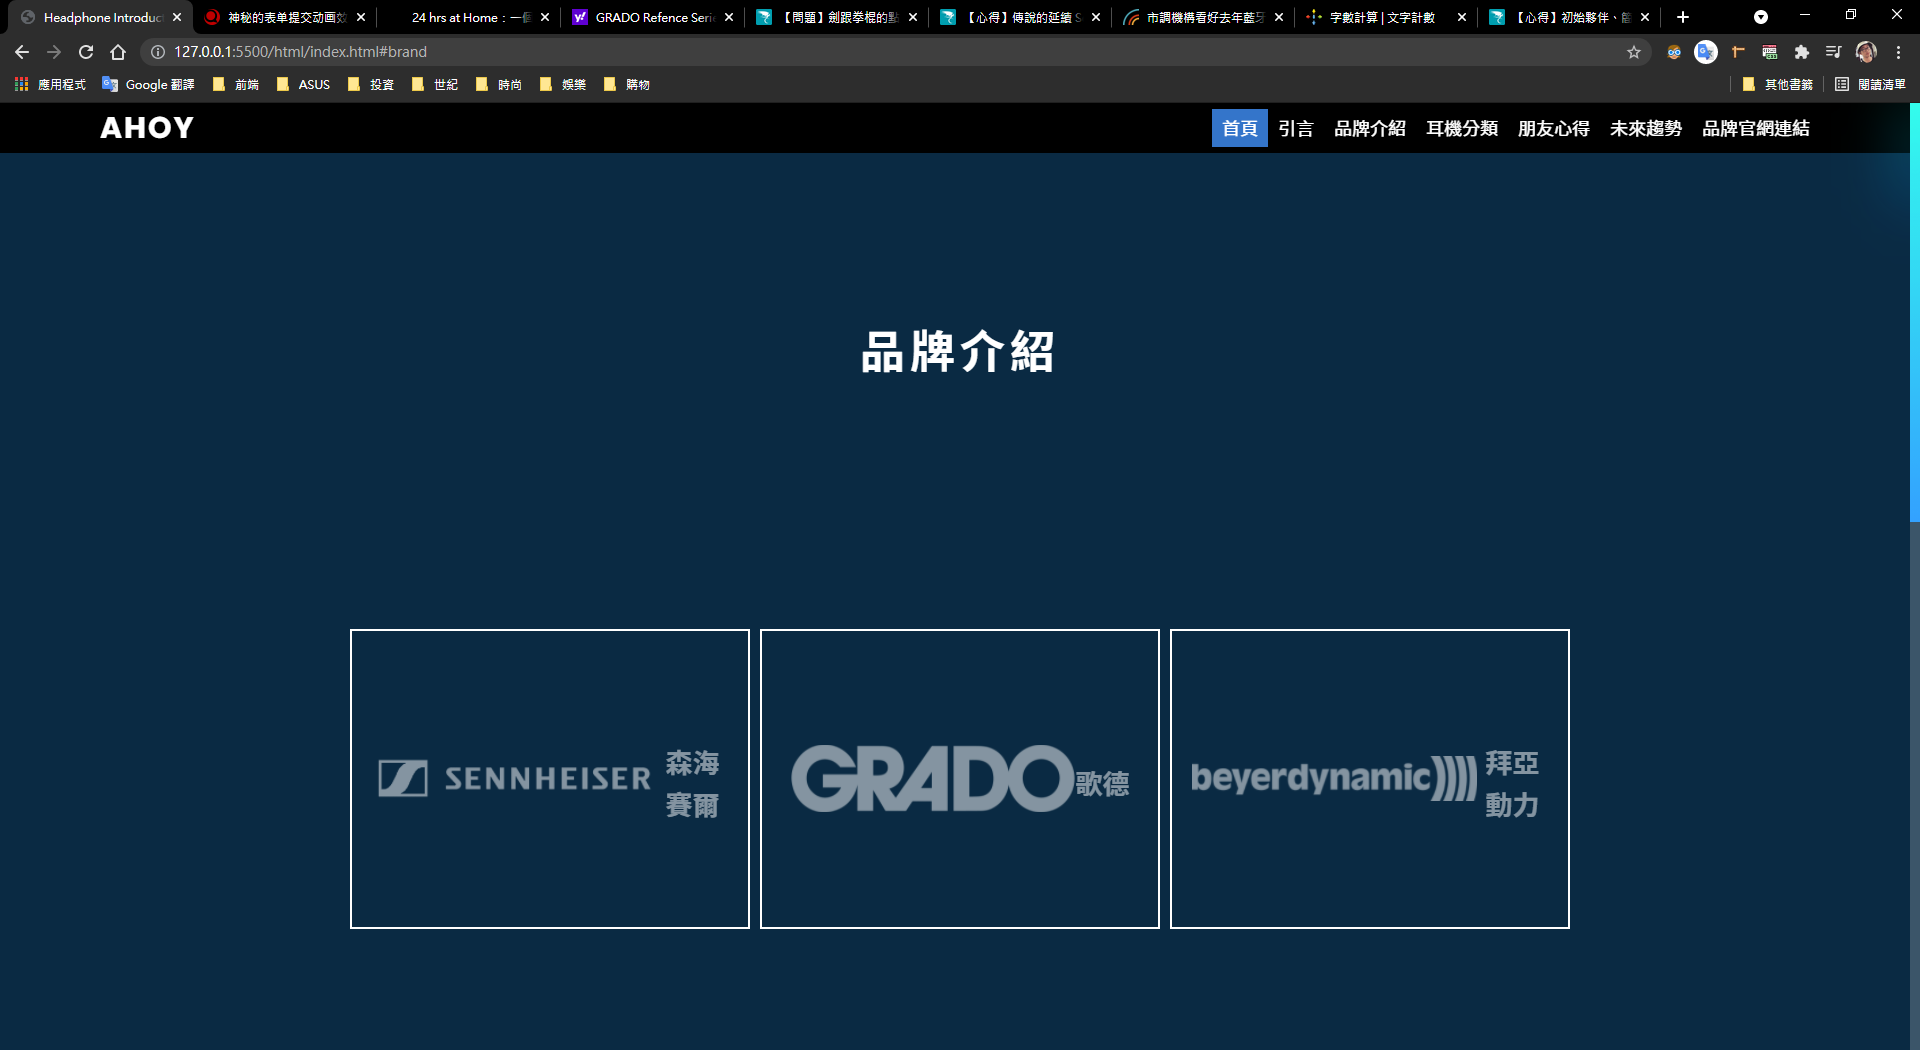 Headphone Introduc
神秘的表单提交动画效
24 hrs at Home：一
GRADO Refence Seri
【問題】劍跟拳棍的點
【心得】傳說的延續 S
市調機構看好去年藍牙
字數計算 | 文字計數
【心得】初始夥伴、
127.0.0.1:5500/html/index.html#brand
應用程式
Google 翻譯
前端
ASUS
投資
世紀
時尚
娛樂
購物
其他書籤
閱讀清單
AHOY
首頁
引言
品牌介紹
耳機分類
朋友心得
未來趨勢
品牌官網連結
品牌介紹
SENNHEISER
森海
賽爾
GRADO
歌德
beyerdynamic
拜亞
動力